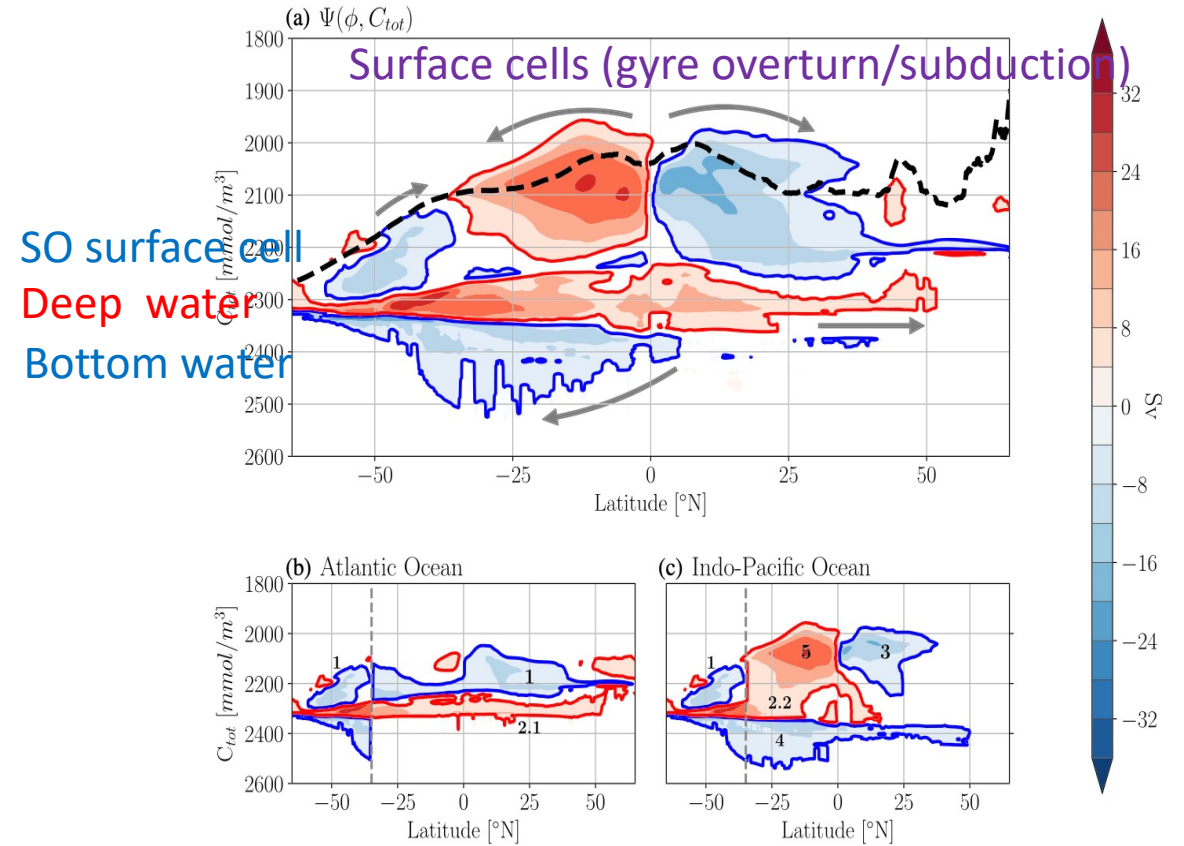 (a) Ψ(ϕ, C_tot)
Surface cells (gyre overturn/subduction)
1800
1900
2000
2100
2200
2300
2400
2500
2600
C_tot [mmol/m³]
SO surface cell
Deep water
Bottom water
−50 −25 0 25 50
Latitude [°N]
32
24
16
8
0
−8
−16
−24
−32
Sv
(b) Atlantic Ocean
1800
2000
2200
2400
2600
C_tot [mmol/m³]
1
1
2.1
−50 −25 0 25 50
Latitude [°N]
(c) Indo-Pacific Ocean
1
5
3
2.2
4
−50 −25 0 25 50
Latitude [°N]